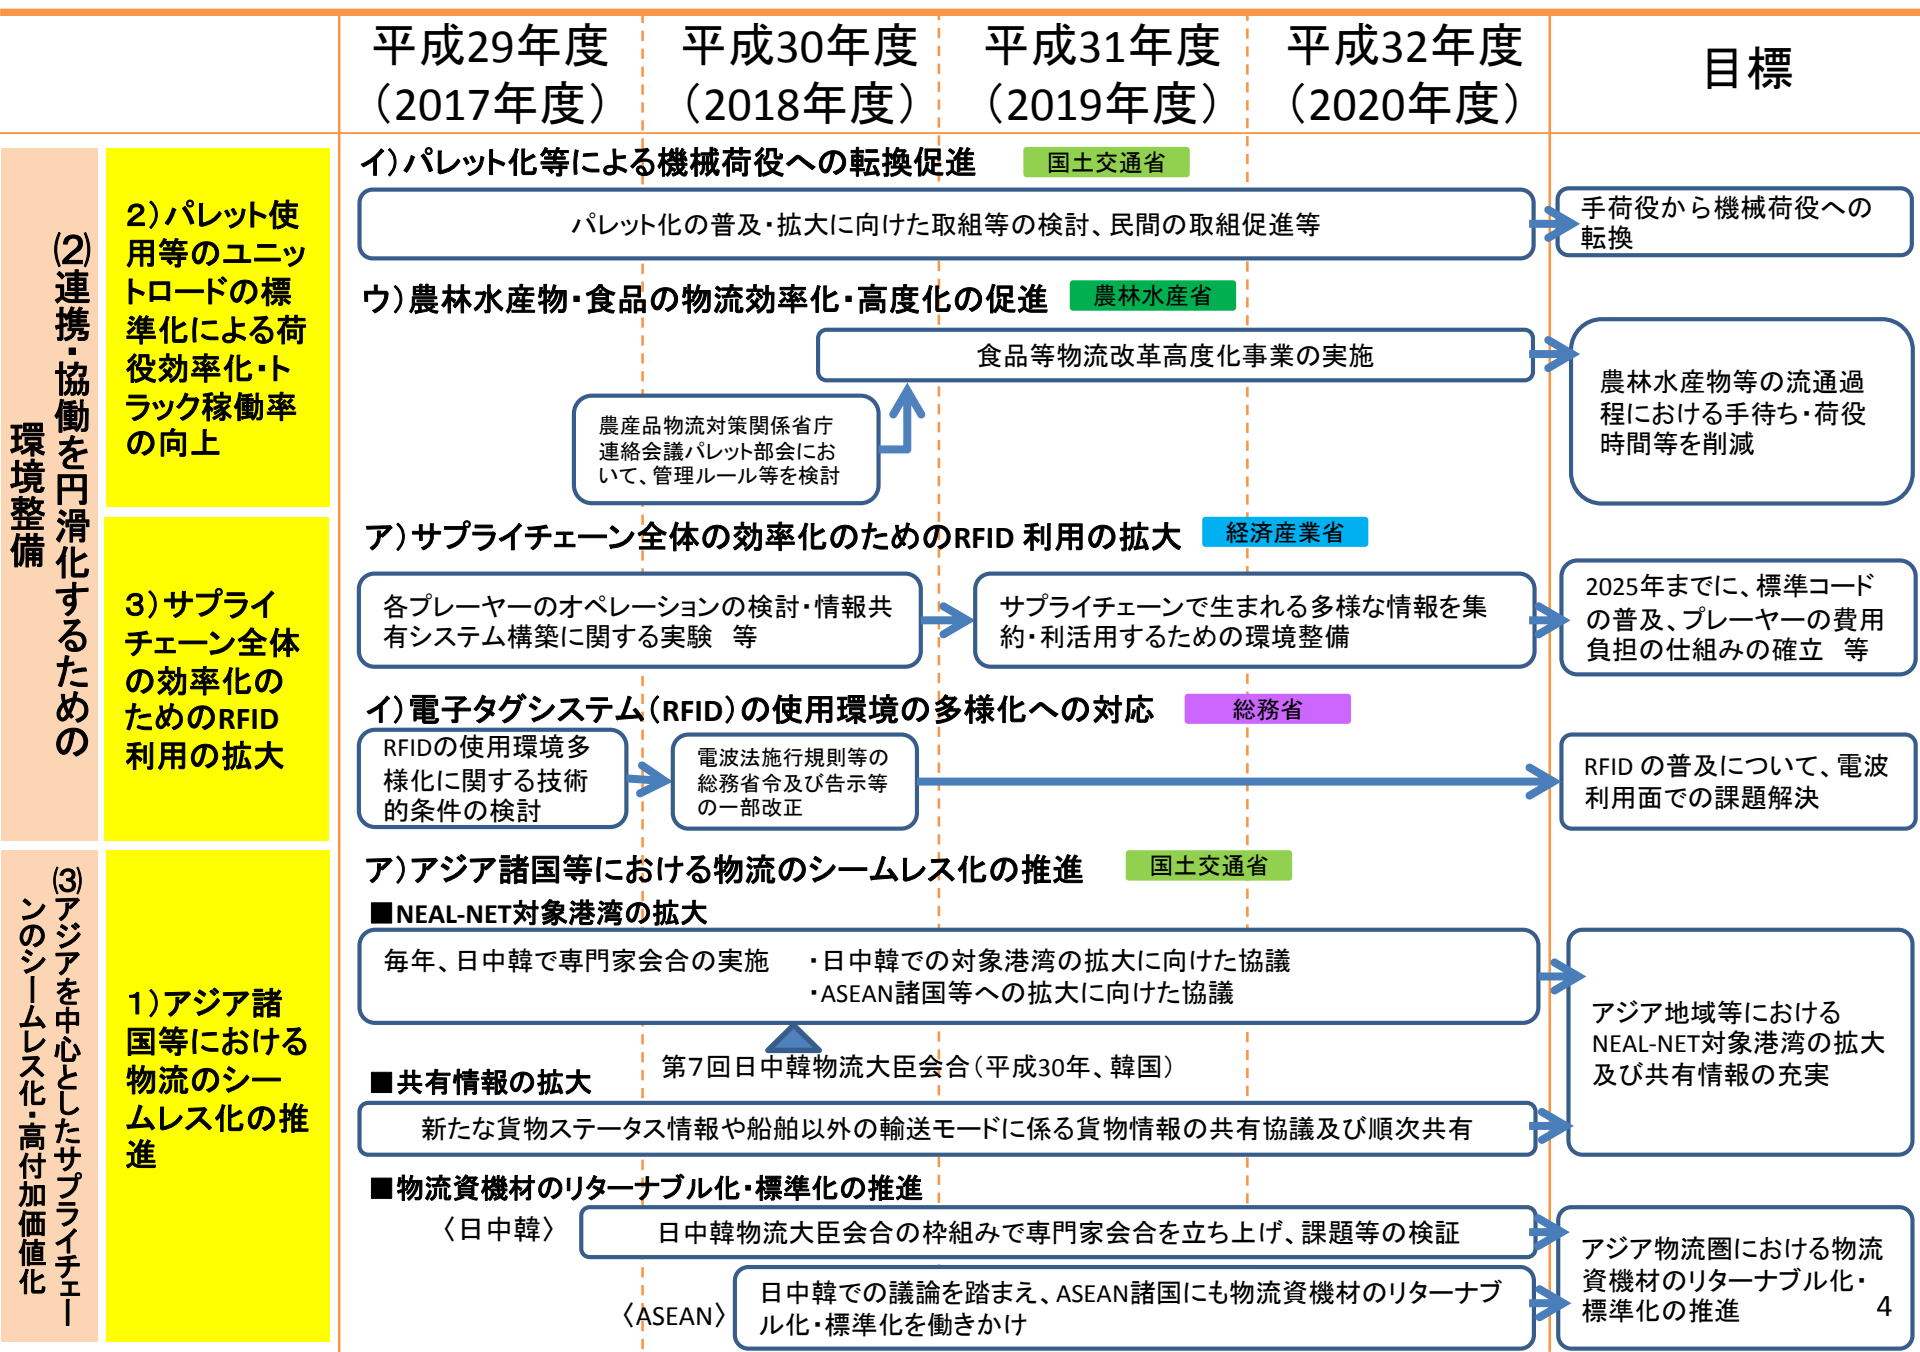 平成29年度
（2017年度）
平成30年度
（2018年度）
平成31年度
（2019年度）
平成32年度
（2020年度）
目標
(2)連携・協働を円滑化するための
環境整備
2）パレット使
用等のユニッ
トロードの標
準化による荷
役効率化・ト
ラック稼働率
の向上
イ）パレット化等による機械荷役への転換促進
国土交通省
パレット化の普及・拡大に向けた取組等の検討、民間の取組促進等
手荷役から機械荷役への
転換
ウ）農林水産物・食品の物流効率化・高度化の促進
農林水産省
食品等物流改革高度化事業の実施
農産品物流対策関係省庁
連絡会議パレット部会にお
いて、管理ルール等を検討
農林水産物等の流通過
程における手待ち・荷役
時間等を削減
3）サプライ
チェーン全体
の効率化の
ためのRFID
利用の拡大
ア）サプライチェーン全体の効率化のためのRFID 利用の拡大
経済産業省
各プレーヤーのオペレーションの検討・情報共
有システム構築に関する実験　等
サプライチェーンで生まれる多様な情報を集
約・利活用するための環境整備
2025年までに、標準コード
の普及、プレーヤーの費用
負担の仕組みの確立　等
イ）電子タグシステム（RFID）の使用環境の多様化への対応
総務省
RFIDの使用環境多
様化に関する技術
的条件の検討
電波法施行規則等の
総務省令及び告示等
の一部改正
RFID の普及について、電波
利用面での課題解決
(3)アジアを中心としたサプライチェー
ンのシームレス化・高付加価値化
1）アジア諸
国等における
物流のシー
ムレス化の推
進
ア）アジア諸国等における物流のシームレス化の推進
国土交通省
■NEAL-NET対象港湾の拡大
毎年、日中韓で専門家会合の実施　・日中韓での対象港湾の拡大に向けた協議
・ASEAN諸国等への拡大に向けた協議
第7回日中韓物流大臣会合（平成30年、韓国）
アジア地域等における
NEAL-NET対象港湾の拡大
及び共有情報の充実
■共有情報の拡大
新たな貨物ステータス情報や船舶以外の輸送モードに係る貨物情報の共有協議及び順次共有
■物流資機材のリターナブル化・標準化の推進
〈日中韓〉
日中韓物流大臣会合の枠組みで専門家会合を立ち上げ、課題等の検証
〈ASEAN〉
日中韓での議論を踏まえ、ASEAN諸国にも物流資機材のリターナブ
ル化・標準化を働きかけ
アジア物流圏における物流
資機材のリターナブル化・
標準化の推進
4